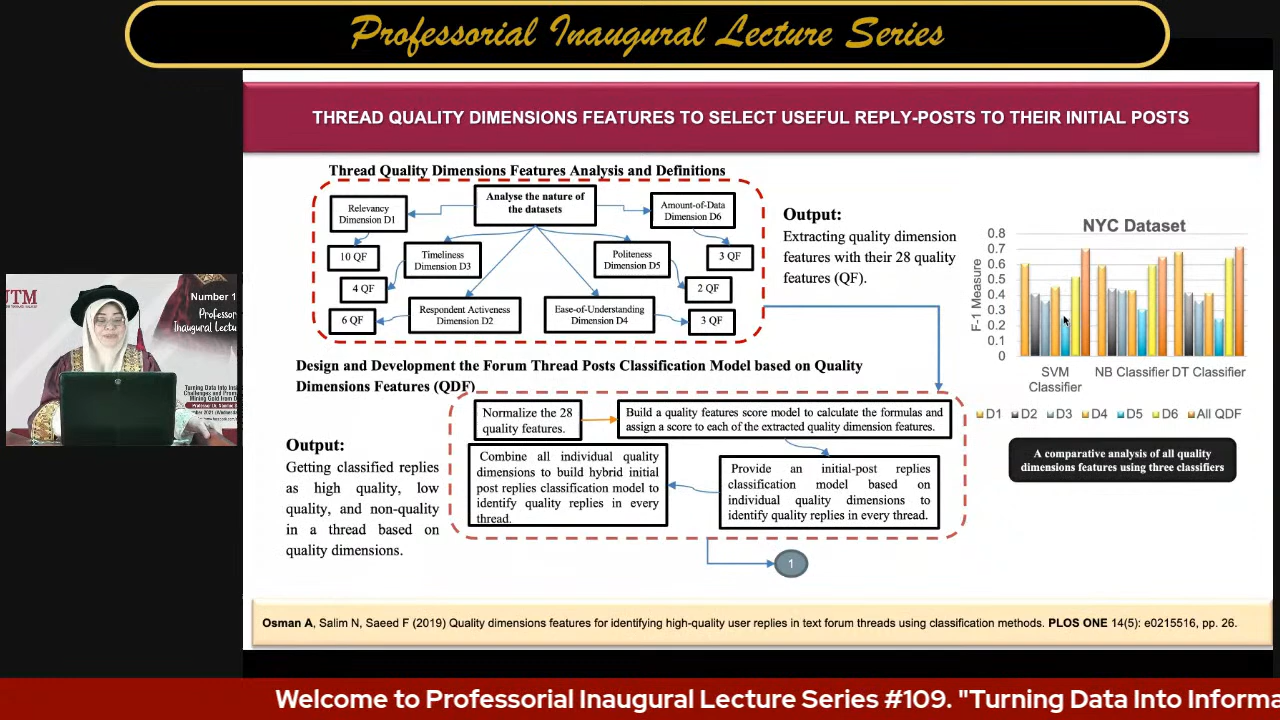 Professorial Inaugural Lecture Series
THREAD QUALITY DIMENSIONS FEATURES TO SELECT USEFUL REPLY-POSTS TO THEIR INITIAL POSTS
Thread Quality Dimensions Features Analysis and Definitions
Analyse the nature of
the datasets
Relevancy
Dimension D1
Amount-of-Data
Dimension D6
10 QF
Timeliness
Dimension D3
Politeness
Dimension D5
3 QF
4 QF
2 QF
6 QF
Respondent Activeness
Dimension D2
Ease-of-Understanding
Dimension D4
3 QF
Output:
Extracting quality dimension
features with their 28 quality
features (QF).
NYC Dataset
F-1 Measure
0.8
0.7
0.6
0.5
0.4
0.3
0.2
0.1
0
SVM
Classifier
NB Classifier
DT Classifier
D1
D2
D3
D4
D5
D6
All QDF
A comparative analysis of all quality
dimensions features using three classifiers
Design and Development the Forum Thread Posts Classification Model based on Quality
Dimensions Features (QDF)
Normalize the 28
quality features.
Build a quality features score model to calculate the formulas and
assign a score to each of the extracted quality dimension features.
Combine all individual quality
dimensions to build hybrid initial
post replies classification model to
identify quality replies in every
thread.
Provide an initial-post replies
classification model based on
individual quality dimensions to
identify quality replies in every thread.
Output:
Getting classified replies
as high quality, low
quality, and non-quality
in a thread based on
quality dimensions.
1
Osman A, Salim N, Saeed F (2019) Quality dimensions features for identifying high-quality user replies in text forum threads using classification methods. PLOS ONE 14(5): e0215516, pp. 26.
UTM
Number 1
Professor
Inaugural Lectu
Turning Data Into
Welcome to Professorial Inaugural Lecture Series #109. "Turning Data Into Informa